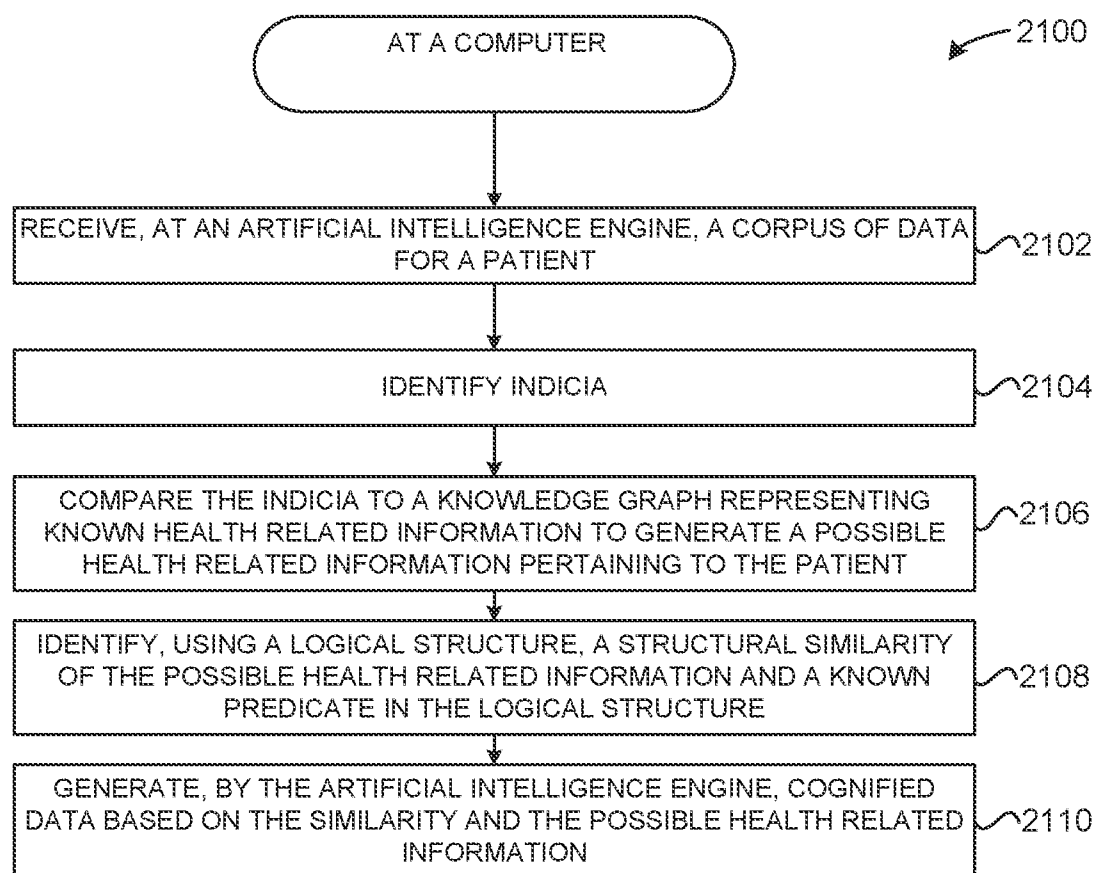 AT A COMPUTER
2100
RECEIVE, AT AN ARTIFICIAL INTELLIGENCE ENGINE, A CORPUS OF DATA
FOR A PATIENT
2102
IDENTIFY INDICIA
2104
COMPARE THE INDICIA TO A KNOWLEDGE GRAPH REPRESENTING
KNOWN HEALTH RELATED INFORMATION TO GENERATE A POSSIBLE
HEALTH RELATED INFORMATION PERTAINING TO THE PATIENT
2106
IDENTIFY, USING A LOGICAL STRUCTURE, A STRUCTURAL SIMILARITY
OF THE POSSIBLE HEALTH RELATED INFORMATION AND A KNOWN
PREDICATE IN THE LOGICAL STRUCTURE
2108
GENERATE, BY THE ARTIFICIAL INTELLIGENCE ENGINE, COGNIFIED
DATA BASED ON THE SIMILARITY AND THE POSSIBLE HEALTH RELATED
INFORMATION
2110